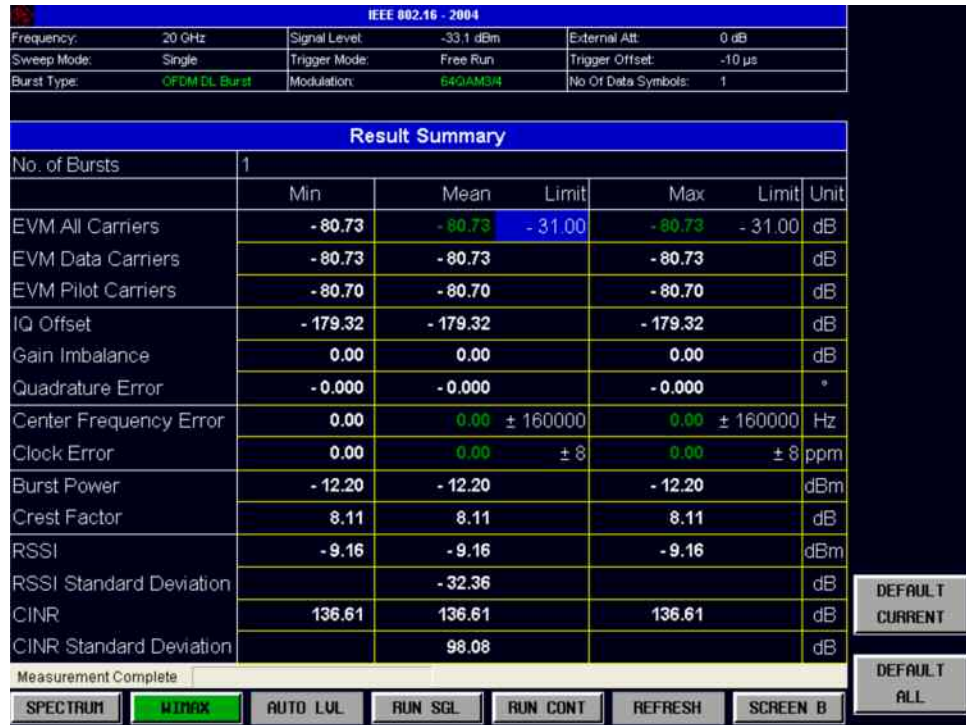 IEEE 802.16 - 2004
Frequency: 20 GHz Signal Level: -33.1 dBm External Att: 0 dB
Sweep Mode: Single Trigger Mode: Free Run Trigger Offset: -10 µs
Burst Type: OFDM DL Burst Modulation: 64QAM3/4 No Of Data Symbols: 1
Result Summary
No. of Bursts 1
Min Mean Limit Max Limit Unit
EVM All Carriers - 80.73 - 80.73 - 31.00 - 80.73 - 31.00 dB
EVM Data Carriers - 80.73 - 80.73 - 80.73 dB
EVM Pilot Carriers - 80.70 - 80.70 - 80.70 dB
IQ Offset - 179.32 - 179.32 - 179.32 dB
Gain Imbalance 0.00 0.00 0.00 dB
Quadrature Error - 0.000 - 0.000 - 0.000 °
Center Frequency Error 0.00 0.00 ± 160000 0.00 ± 160000 Hz
Clock Error 0.00 0.00 ± 8 0.00 ± 8 ppm
Burst Power - 12.20 - 12.20 - 12.20 dBm
Crest Factor 8.11 8.11 8.11 dB
RSSI - 9.16 - 9.16 - 9.16 dBm
RSSI Standard Deviation - 32.36 dB
CINR 136.61 136.61 136.61 dB
CINR Standard Deviation 98.08 dB
DEFAULT
CURRENT
Measurement Complete
DEFAULT
ALL
SPECTRUM WIMAX AUTO LVL RUN SGL RUN CONT REFRESH SCREEN B